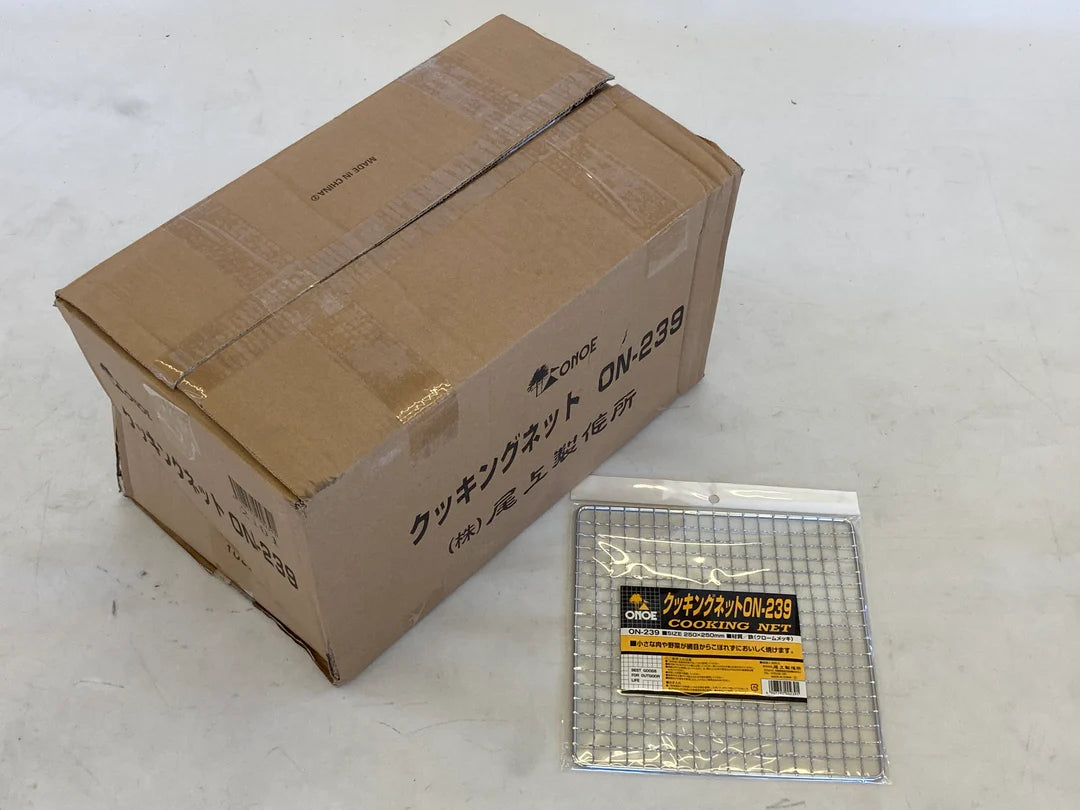 MADE IN CHINA②
ONOE
クッキングネット ON-239
(株)尾上製作所
ONOE
クッキングネット ON-239
ONOE
クッキングネットON-239
COOKING NET
ON-239 ■SIZE 250×250mm ■材質/鉄(クロームメッキ)
■小さな肉や野菜が網目からこぼれずにおいしく焼けます。
BEST GOODS
FOR OUTDOOR
LIFE